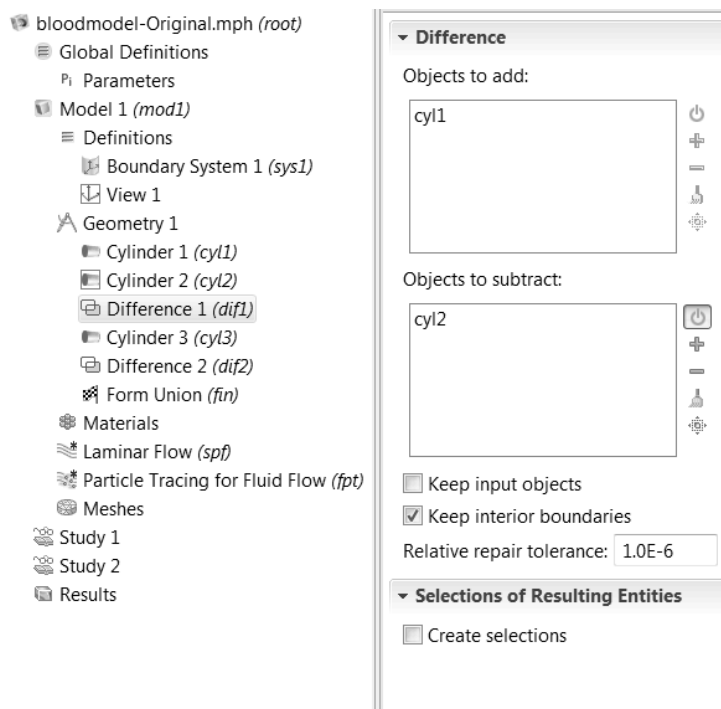 bloodmodel-Original.mph (root)
Global Definitions
Pi Parameters
Model 1 (mod1)
Definitions
Boundary System 1 (sys1)
View 1
Geometry 1
Cylinder 1 (cyl1)
Cylinder 2 (cyl2)
Difference 1 (dif1)
Cylinder 3 (cyl3)
Difference 2 (dif2)
Form Union (fin)
Materials
Laminar Flow (spf)
Particle Tracing for Fluid Flow (fpt)
Meshes
Study 1
Study 2
Results
Difference
Objects to add:
cyl1
Objects to subtract:
cyl2
Keep input objects
Keep interior boundaries
Relative repair tolerance: 1.0E-6
Selections of Resulting Entities
Create selections